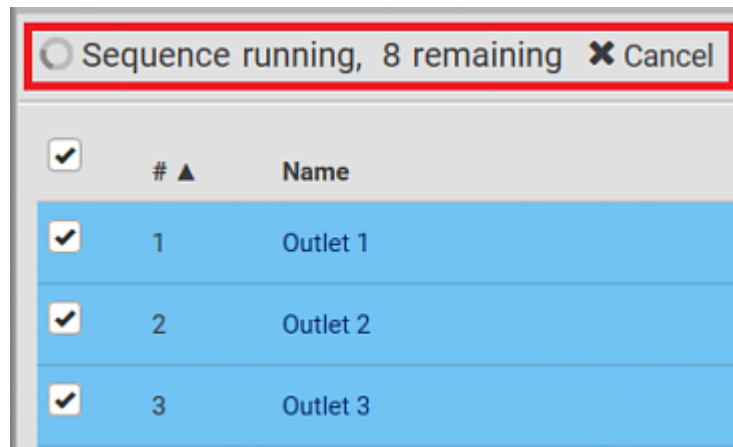 Sequence running, 8 remaining ✖ Cancel
# ▲ Name
1 Outlet 1
2 Outlet 2
3 Outlet 3